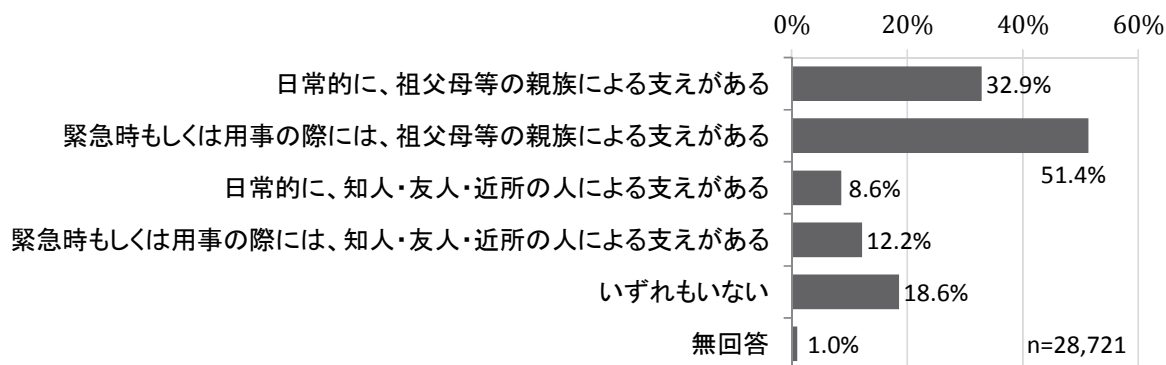 0% 20% 40% 60%
日常的に、祖父母等の親族による支えがある 32.9%
緊急時もしくは用事の際には、祖父母等の親族による支えがある
51.4%
日常的に、知人・友人・近所の人による支えがある 8.6%
緊急時もしくは用事の際には、知人・友人・近所の人による支えがある 12.2%
いずれもいない 18.6%
無回答 1.0% n=28,721